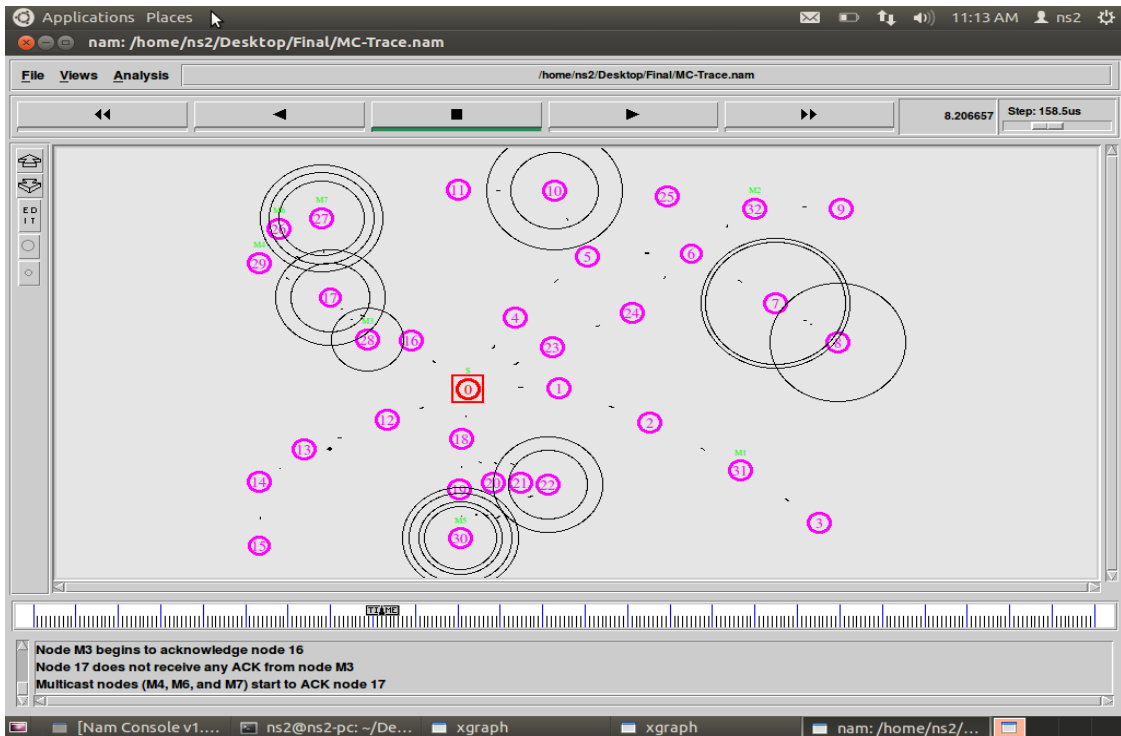 Applications Places 11:13 AM ns2
nam: /home/ns2/Desktop/Final/MC-Trace.nam
File Views Analysis /home/ns2/Desktop/Final/MC-Trace.nam
8.206657 Step: 158.5us
ED
IT
11
10
25
M2
32
9
M7
27
M6
26
M4
29
5
6
17
7
4
24
M3
28
16
23
8
S
0
1
12
2
18
13
M1
31
14
19
20
21
22
3
M5
30
15
TIME
Node M3 begins to acknowledge node 16
Node 17 does not receive any ACK from node M3
Multicast nodes (M4, M6, and M7) start to ACK node 17
[Nam Console v1.... ns2@ns2-pc: ~/De... xgraph xgraph nam: /home/ns2/...